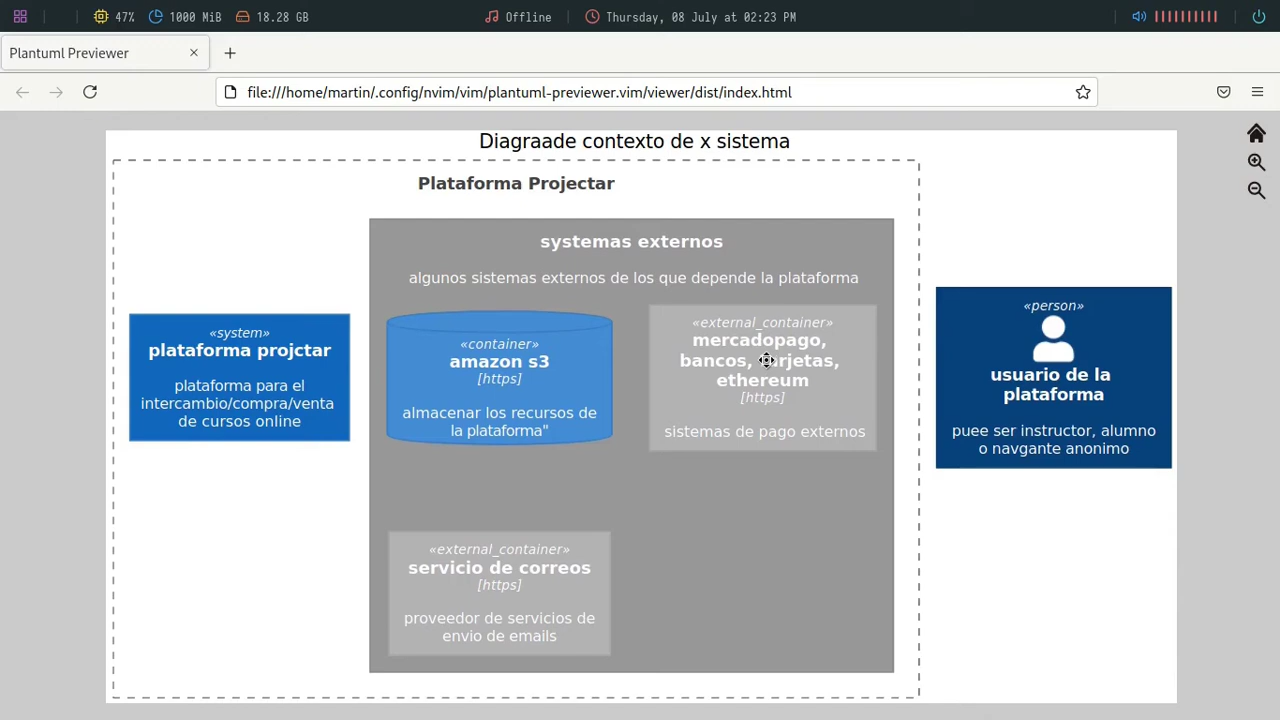 47% 1000 MiB 18.28 GB Offline Thursday, 08 July at 02:23 PM
Plantuml Previewer
file:///home/martin/.config/nvim/vim/plantuml-previewer.vim/viewer/dist/index.html
Diagraade contexto de x sistema
Plataforma Projectar
systemas externos
algunos sistemas externos de los que depende la plataforma
«system»
plataforma projctar
plataforma para el
intercambio/compra/venta
de cursos online
«container»
amazon s3
[https]
almacenar los recursos de
la plataforma"
«external_container»
mercadopago,
bancos, tarjetas,
ethereum
[https]
sistemas de pago externos
«person»
usuario de la
plataforma
puee ser instructor, alumno
o navgante anonimo
«external_container»
servicio de correos
[https]
proveedor de servicios de
envio de emails